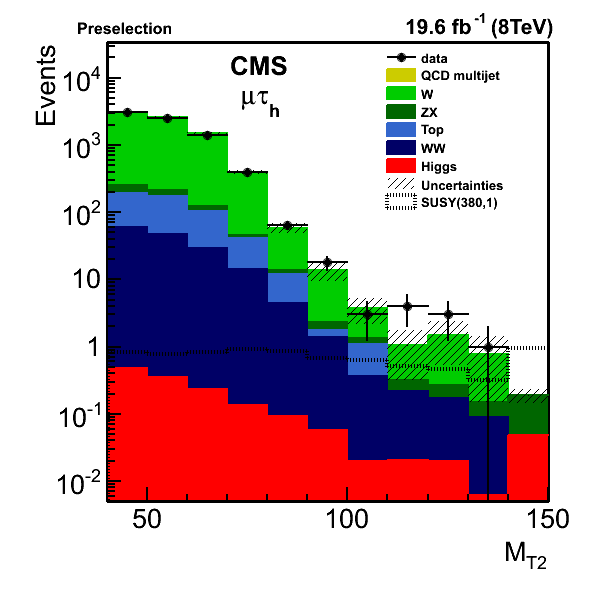 Preselection 19.6 fb⁻¹ (8TeV)
CMS
μτh
data
QCD multijet
W
ZX
Top
WW
Higgs
Uncertainties
SUSY(380,1)
Events
10⁴
10³
10²
10
1
10⁻¹
10⁻²
50 100 150
MT2